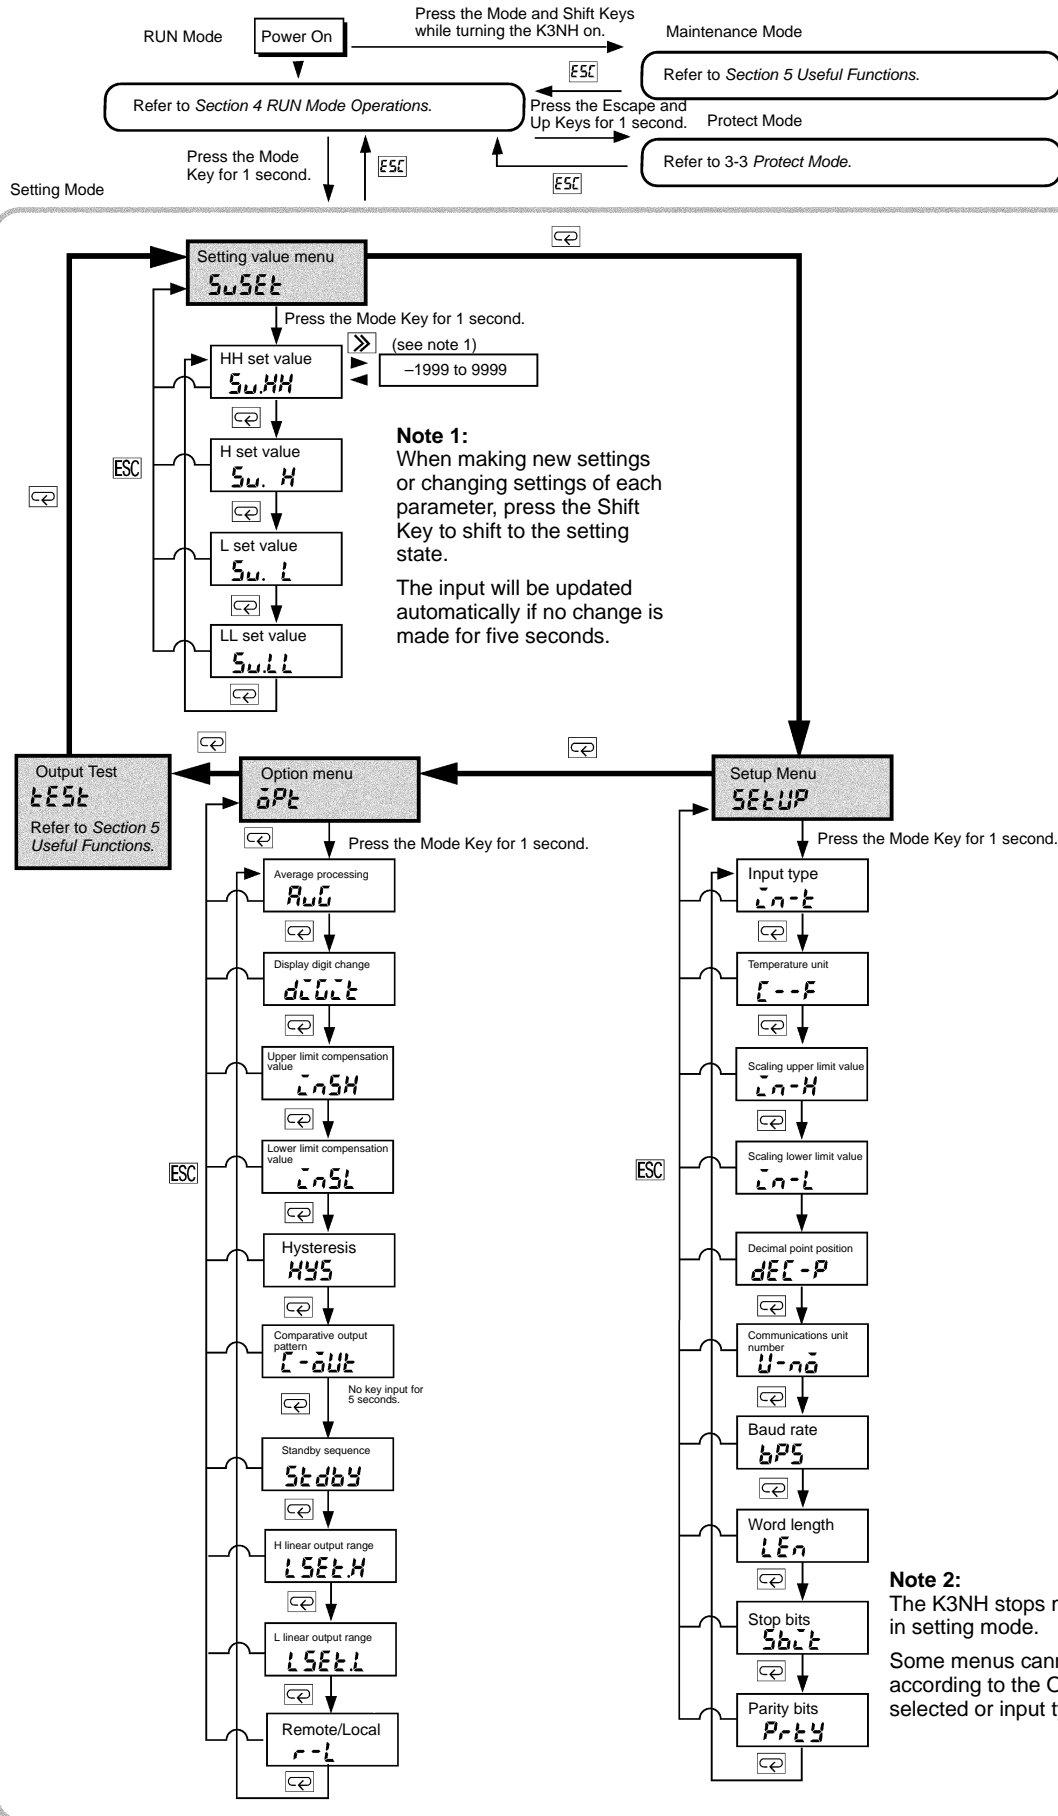 RUN Mode
Power On
Press the Mode and Shift Keys
while turning the K3NH on.
Maintenance Mode
ESC
Refer to Section 5 Useful Functions.
Refer to Section 4 RUN Mode Operations.
Press the Escape and
Up Keys for 1 second.
Protect Mode
Press the Mode
Key for 1 second.
ESC
ESC
Refer to 3-3 Protect Mode.
Setting Mode
Setting value menu
SvSEt
Press the Mode Key for 1 second.
HH set value
Sv.HH
(see note 1)
–1999 to 9999
H set value
Sv. H
L set value
Sv. L
LL set value
Sv.LL
ESC
Note 1:
When making new settings
or changing settings of each
parameter, press the Shift
Key to shift to the setting
state.
The input will be updated
automatically if no change is
made for five seconds.
Output Test
tESt
Refer to Section 5
Useful Functions.
Option menu
oPt
Press the Mode Key for 1 second.
Average processing
AvG
Display digit change
diGit
Upper limit compensation
value
inSH
Lower limit compensation
value
inSL
ESC
Hysteresis
HYS
Comparative output
pattern
C-oUt
No key input for
5 seconds.
Standby sequence
Stdby
H linear output range
LSEt.H
L linear output range
LSEt.L
Remote/Local
r-L
Setup Menu
SEtUP
Press the Mode Key for 1 second.
Input type
in-t
Temperature unit
C--F
Scaling upper limit value
in-H
Scaling lower limit value
in-L
ESC
Decimal point position
dEC-P
Communications unit
number
U-no
Baud rate
bPS
Word length
LEn
Stop bits
Sbit
Parity bits
PrtY
Note 2:
The K3NH stops
in setting mode.
Some menus
according to the
selected or input